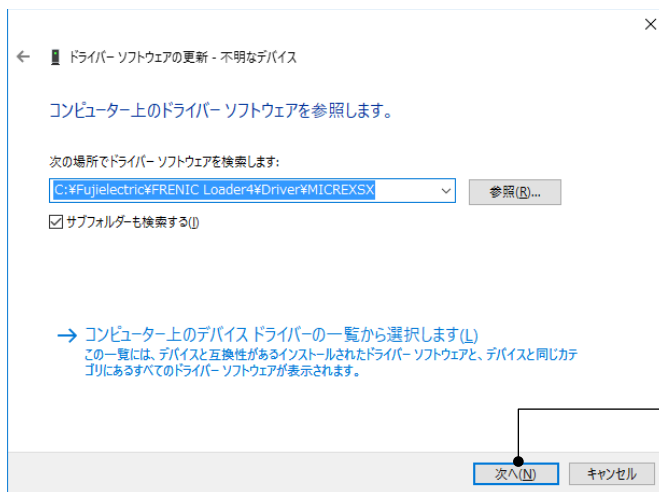 ドライバー ソフトウェアの更新 - 不明なデバイス
コンピューター上のドライバー ソフトウェアを参照します。
次の場所でドライバー ソフトウェアを検索します:
C:¥Fujielectric¥FRENIC Loader4¥Driver¥MICREXSX
参照(R)...
サブフォルダーも検索する(I)
コンピューター上のデバイス ドライバーの一覧から選択します(L)
この一覧には、デバイスと互換性があるインストールされたドライバー ソフトウェアと、デバイスと同じカテ
ゴリにあるすべてのドライバー ソフトウェアが表示されます。
次へ(N)
キャンセル